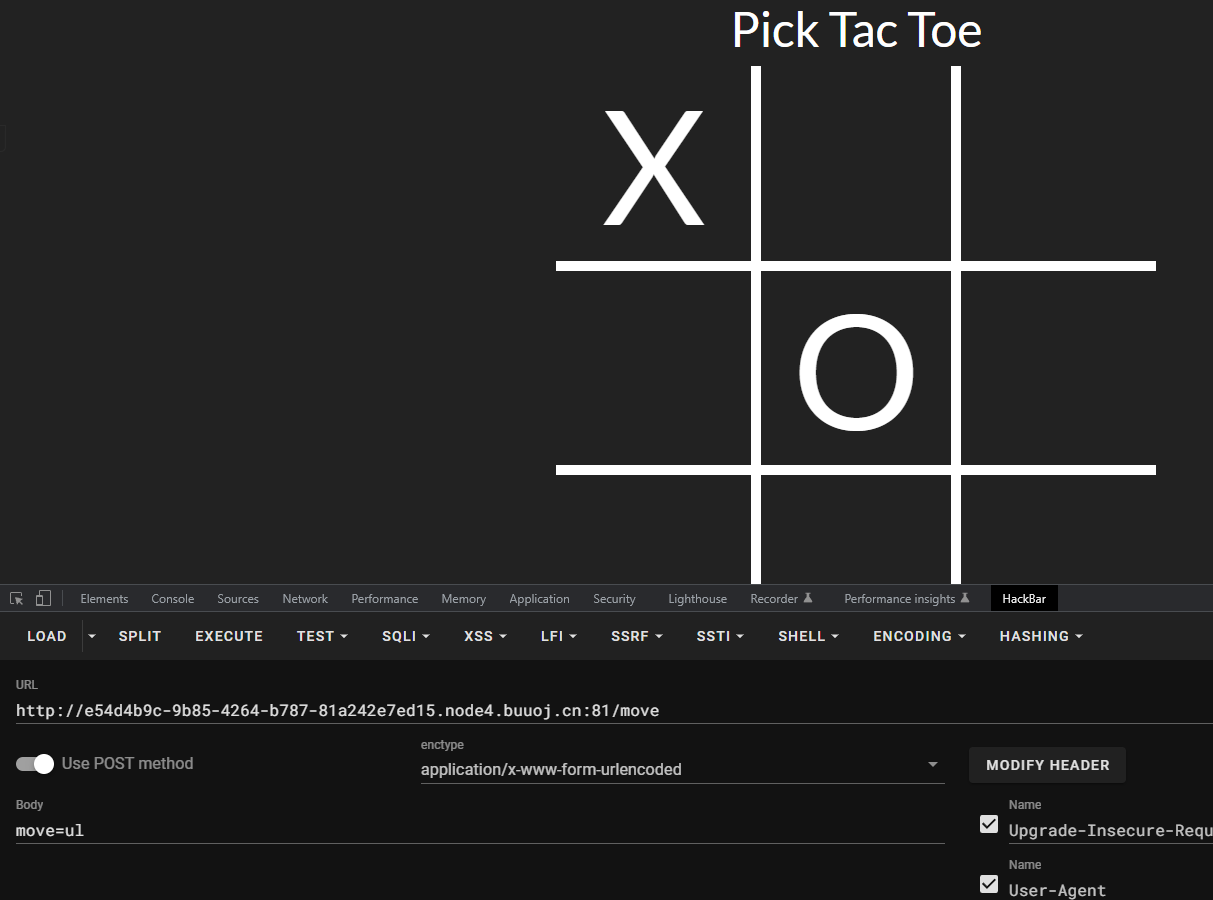 Pick Tac Toe
X
O
Elements Console Sources Network Performance Memory Application Security Lighthouse Recorder Performance insights HackBar
LOAD SPLIT EXECUTE TEST SQLI XSS LFI SSRF SSTI SHELL ENCODING HASHING
URL
http://e54d4b9c-9b85-4264-b787-81a242e7ed15.node4.buuoj.cn:81/move
enctype
Use POST method
application/x-www-form-urlencoded
MODIFY HEADER
Body
Name
move=ul
Upgrade-Insecure-Requ
Name
User-Agent